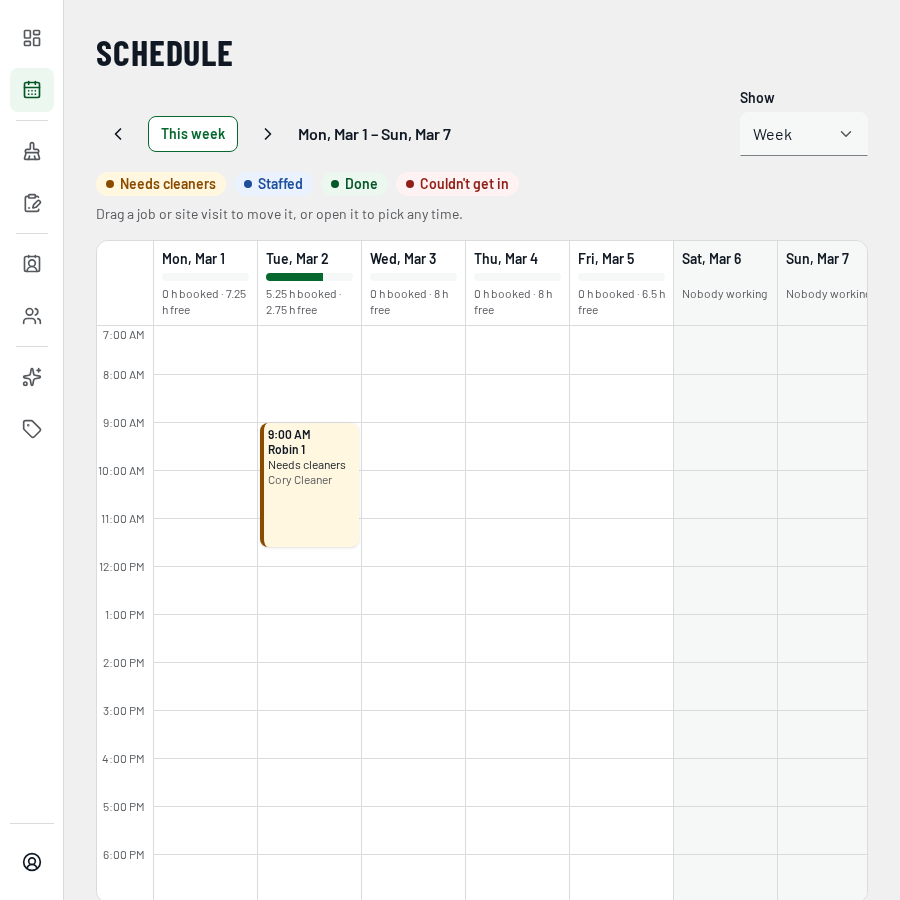 SCHEDULE
Show
This week
Mon, Mar 1 – Sun, Mar 7
Week
Needs cleaners
Staffed
Done
Couldn't get in
Drag a job or site visit to move it, or open it to pick any time.
Mon, Mar 1
Tue, Mar 2
Wed, Mar 3
Thu, Mar 4
Fri, Mar 5
Sat, Mar 6
Sun, Mar 7
0 h booked · 7.25
h free
5.25 h booked ·
2.75 h free
0 h booked · 8 h
free
0 h booked · 8 h
free
0 h booked · 6.5 h
free
Nobody working
Nobody working
7:00 AM
8:00 AM
9:00 AM
9:00 AM
Robin 1
Needs cleaners
Cory Cleaner
10:00 AM
11:00 AM
12:00 PM
1:00 PM
2:00 PM
3:00 PM
4:00 PM
5:00 PM
6:00 PM